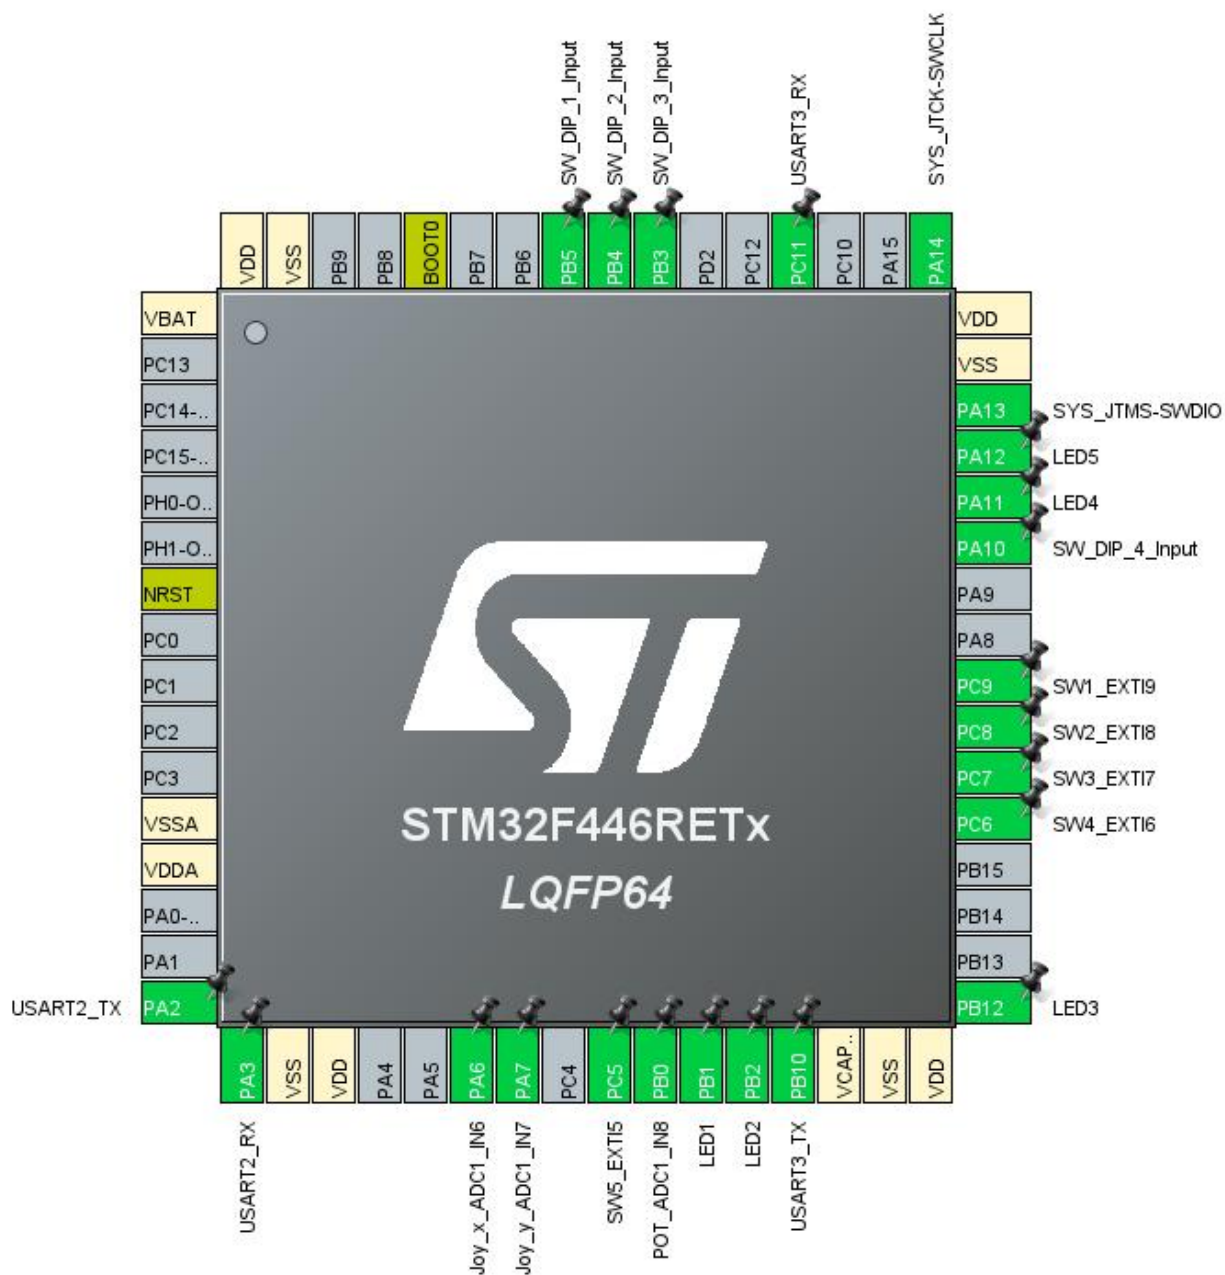 SW_DIP_1_Input
SW_DIP_2_Input
SW_DIP_3_Input
USART3_RX
SYS_JTCK-SWCLK
VDD
VSS
PB9
PB8
BOOT0
PB7
PB6
PB5
PB4
PB3
PD2
PC12
PC11
PC10
PA15
PA14
VBAT
PC13
PC14-..
PC15-..
PH0-O..
PH1-O..
NRST
PC0
PC1
PC2
PC3
VSSA
VDDA
PA0-..
PA1
USART2_TX PA2
VDD
VSS
PA13 SYS_JTMS-SWDIO
PA12 LED5
PA11 LED4
PA10 SW_DIP_4_Input
PA9
PA8
PC9 SW1_EXTI9
PC8 SW2_EXTI8
PC7 SW3_EXTI7
PC6 SW4_EXTI6
PB15
PB14
PB13
PB12 LED3
ST
STM32F446RETx
LQFP64
PA3
VSS
VDD
PA4
PA5
PA6
PA7
PC4
PC5
PB0
PB1
PB2
PB10
VCAP..
VSS
VDD
USART2_RX
Joy_x_ADC1_IN6
Joy_y_ADC1_IN7
SW5_EXTI5
POT_ADC1_IN8
LED1
LED2
USART3_TX